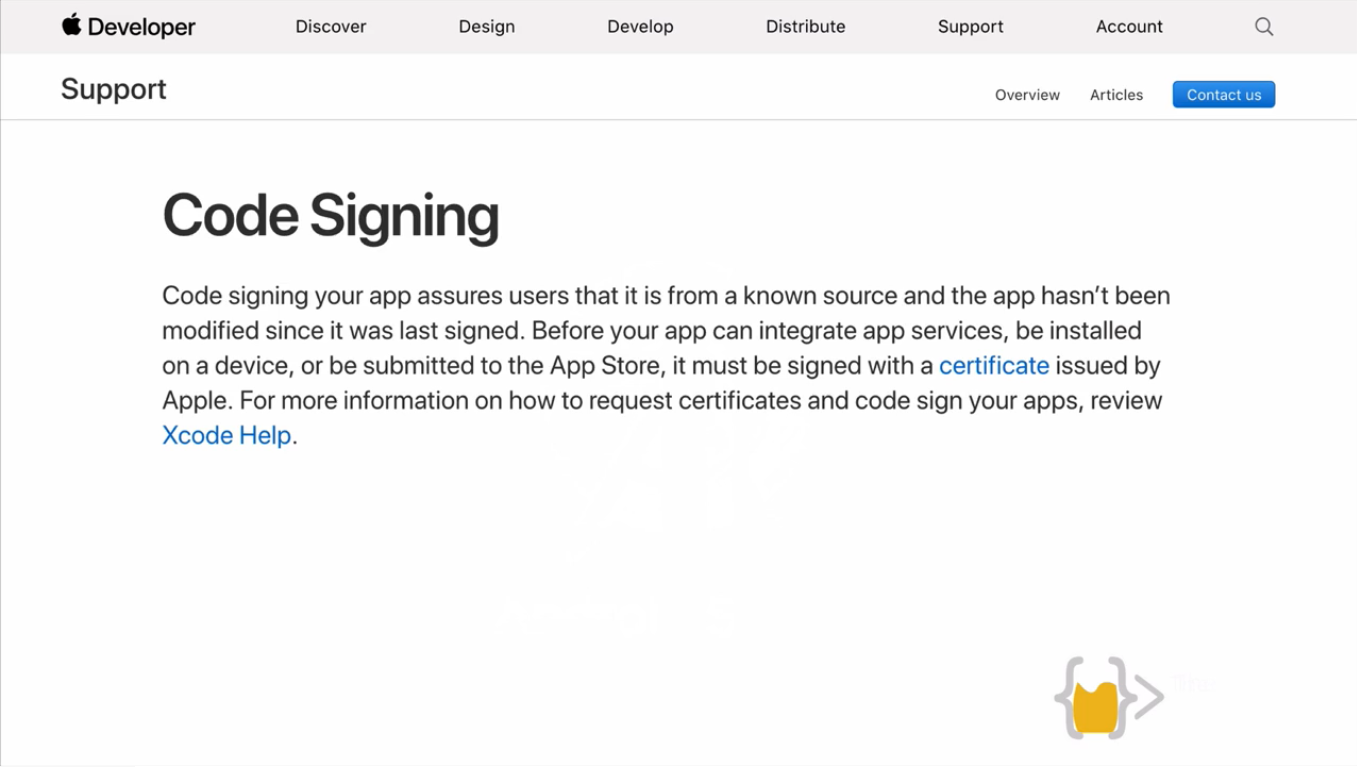 Developer Discover Design Develop Distribute Support Account
Support
Overview Articles Contact us
Code Signing
Code signing your app assures users that it is from a known source and the app hasn’t been
modified since it was last signed. Before your app can integrate app services, be installed
on a device, or be submitted to the App Store, it must be signed with a certificate issued by
Apple. For more information on how to request certificates and code sign your apps, review
Xcode Help.